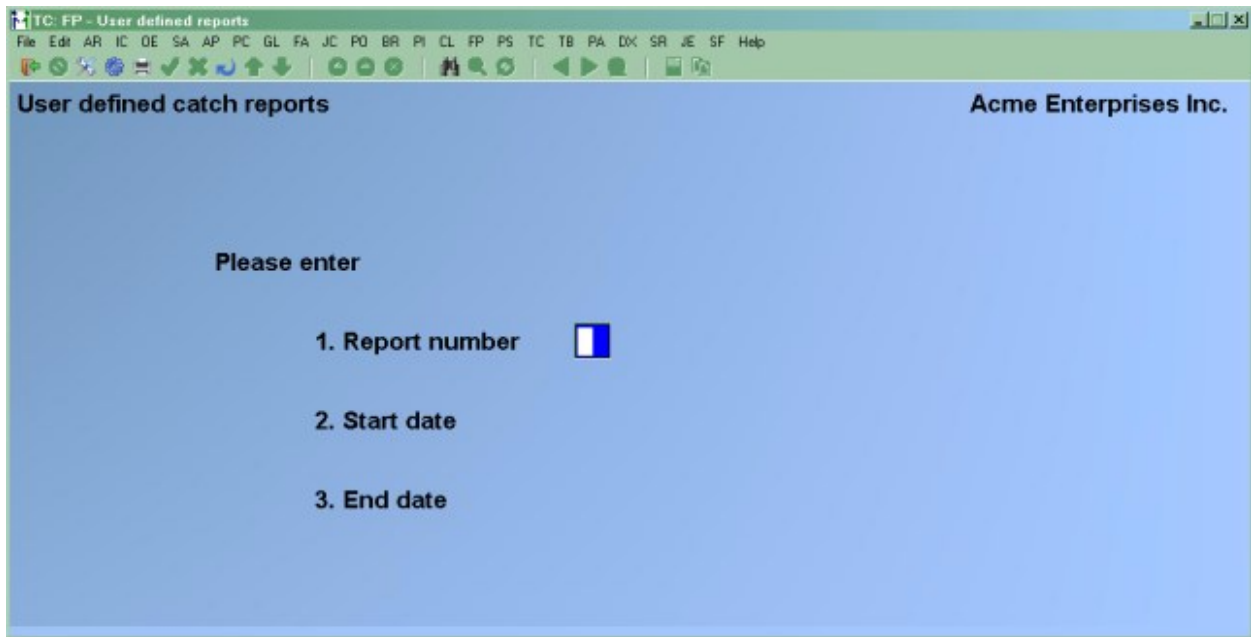 TC: FP - User defined reports
File Edit AR IC OE SA AP PC GL FA JC PO BR PI CL FP PS TC TB PA DX SR JE SF Help
User defined catch reports Acme Enterprises Inc.
Please enter
1. Report number
2. Start date
3. End date